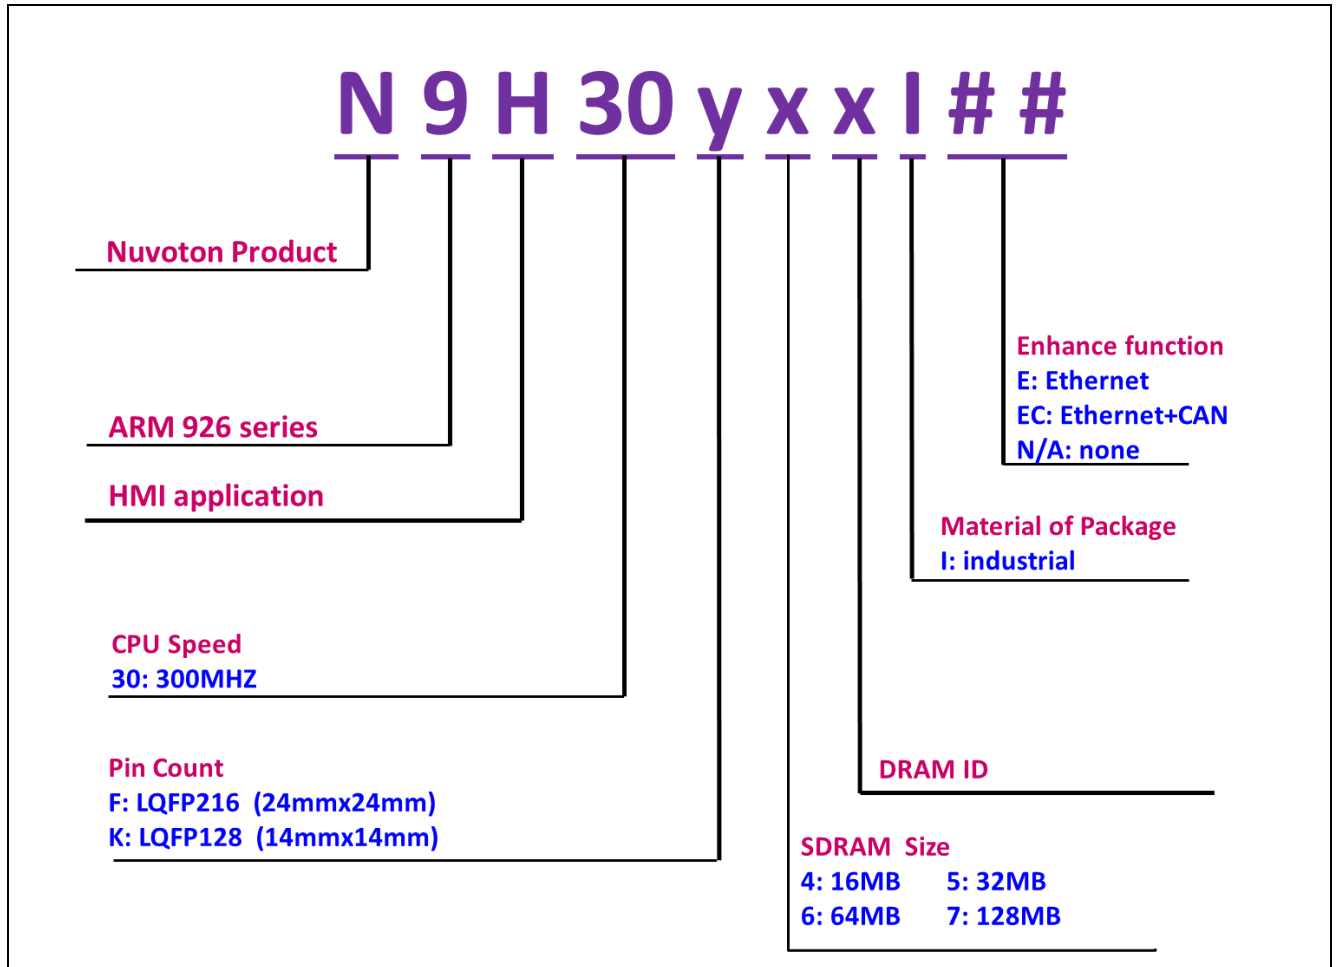 N 9 H 30 y x x I # #
Nuvoton Product
ARM 926 series
HMI application
CPU Speed
30: 300MHZ
Pin Count
F: LQFP216 (24mmx24mm)
K: LQFP128 (14mmx14mm)
Enhance function
E: Ethernet
EC: Ethernet+CAN
N/A: none
Material of Package
I: industrial
DRAM ID
SDRAM Size
4: 16MB 5: 32MB
6: 64MB 7: 128MB